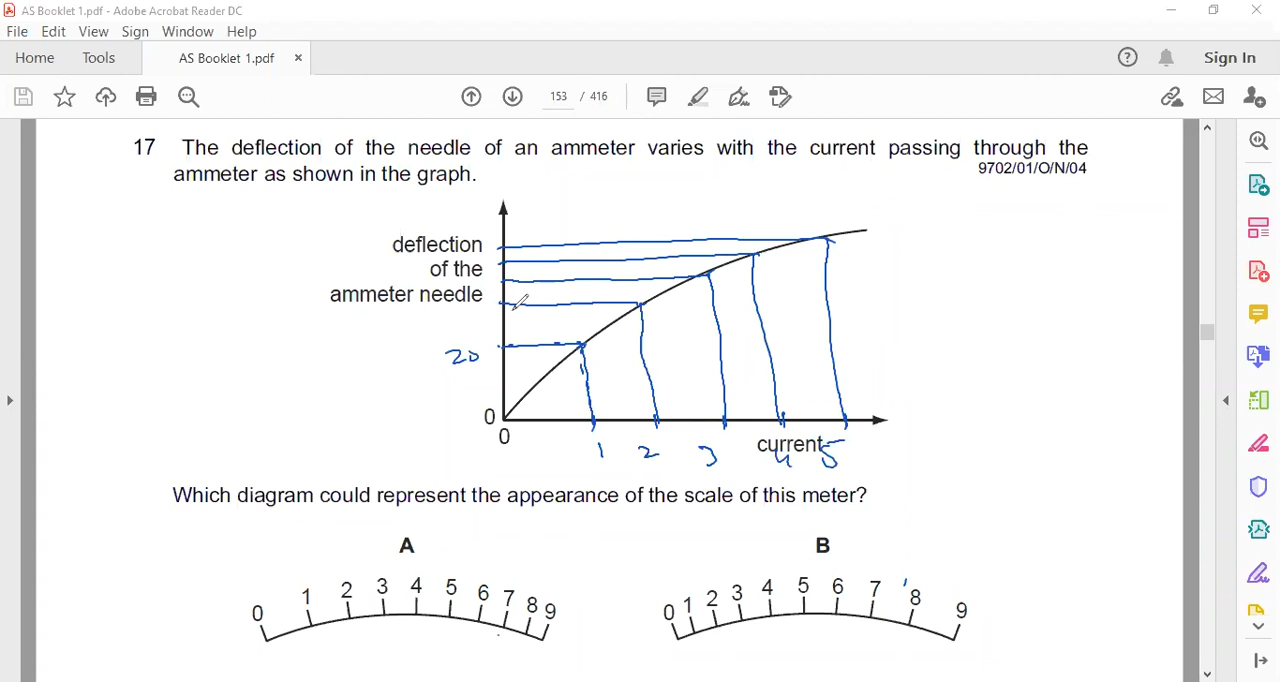 AS Booklet 1.pdf - Adobe Acrobat Reader DC
File Edit View Sign Window Help
Home Tools AS Booklet 1.pdf × Sign In
153 / 416
17 The deflection of the needle of an ammeter varies with the current passing through the
ammeter as shown in the graph.
9702/01/O/N/04
deflection
of the
ammeter needle
20
0
0
current
1 2 3 4 5
Which diagram could represent the appearance of the scale of this meter?
A B
0 1 2 3 4 5 6 7 8 9
0 1 2 3 4 5 6 7 8 9